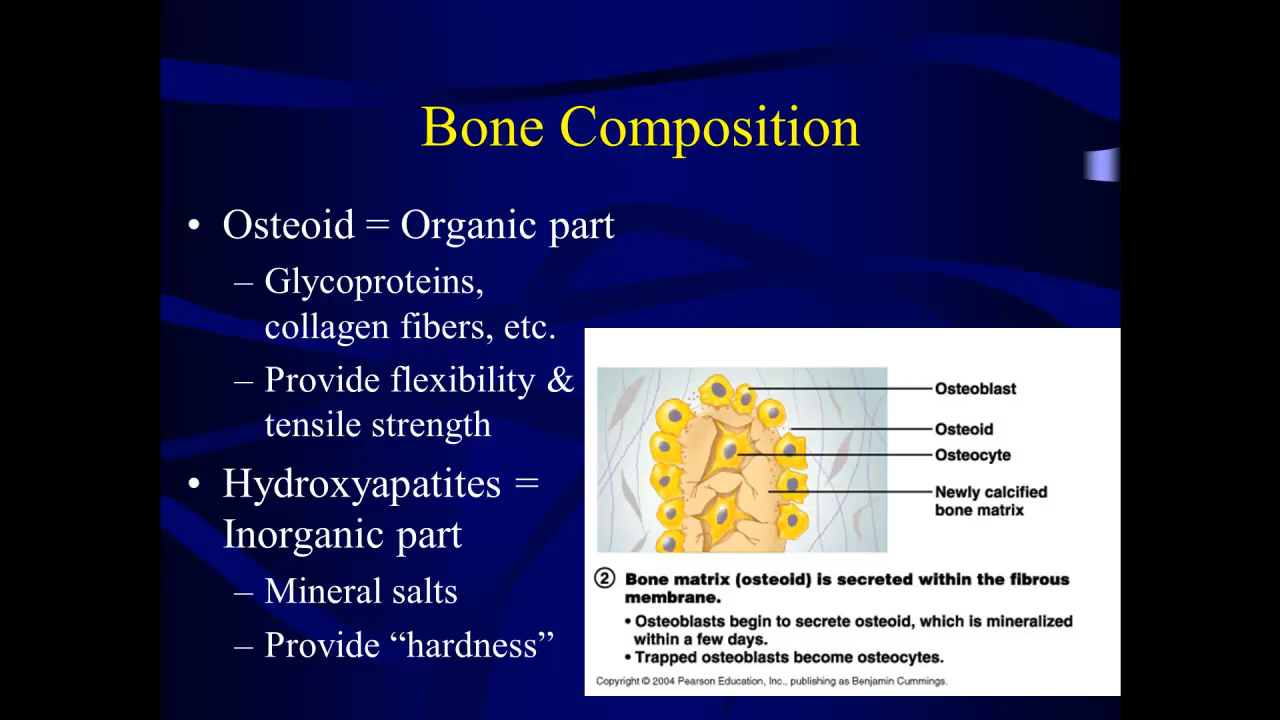 Bone Composition
• Osteoid = Organic part
– Glycoproteins,
collagen fibers, etc.
– Provide flexibility &
tensile strength
• Hydroxyapatites =
Inorganic part
– Mineral salts
– Provide “hardness”
Osteoblast
Osteoid
Osteocyte
Newly calcified
bone matrix
② Bone matrix (osteoid) is secreted within the fibrous
membrane.
• Osteoblasts begin to secrete osteoid, which is mineralized
within a few days.
• Trapped osteoblasts become osteocytes.
Copyright © 2004 Pearson Education, Inc., publishing as Benjamin Cummings.